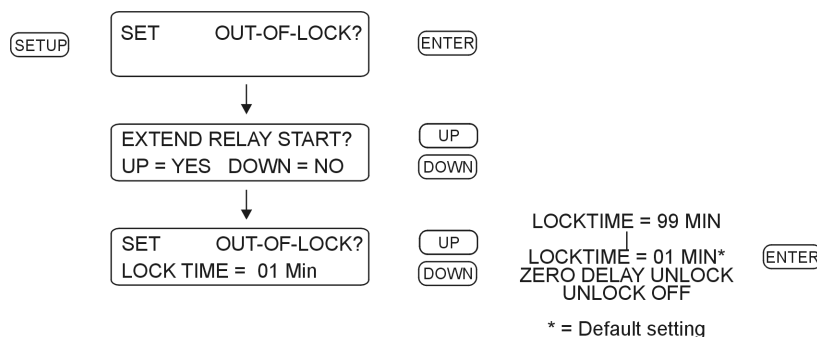 SETUP
SET OUT-OF-LOCK?
ENTER
EXTEND RELAY START?
UP = YES DOWN = NO
UP
DOWN
SET OUT-OF-LOCK?
LOCK TIME = 01 Min
UP
DOWN
LOCKTIME = 99 MIN
LOCKTIME = 01 MIN*
ZERO DELAY UNLOCK
UNLOCK OFF
ENTER
* = Default setting